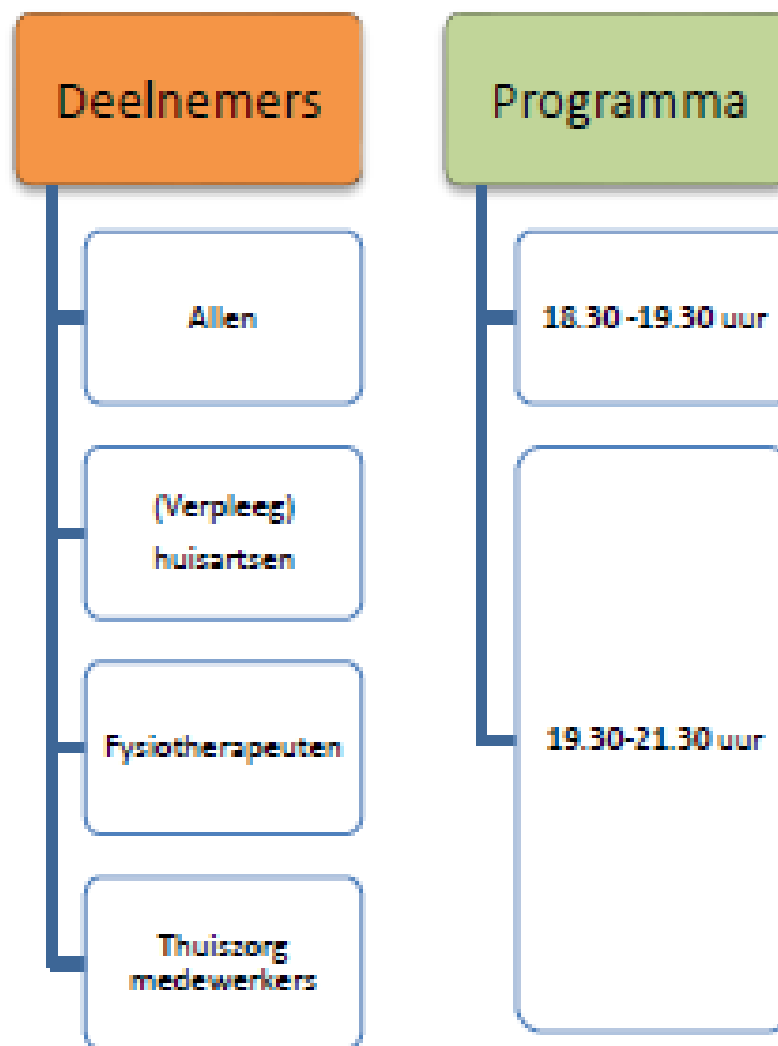 Deelnemers
Allen
(Verpleeg)
huisartsen
Fysiotherapeuten
Thuiszorg
medewerkers
Programma
18.30 -19.30 uur
19.30-21.30 uur